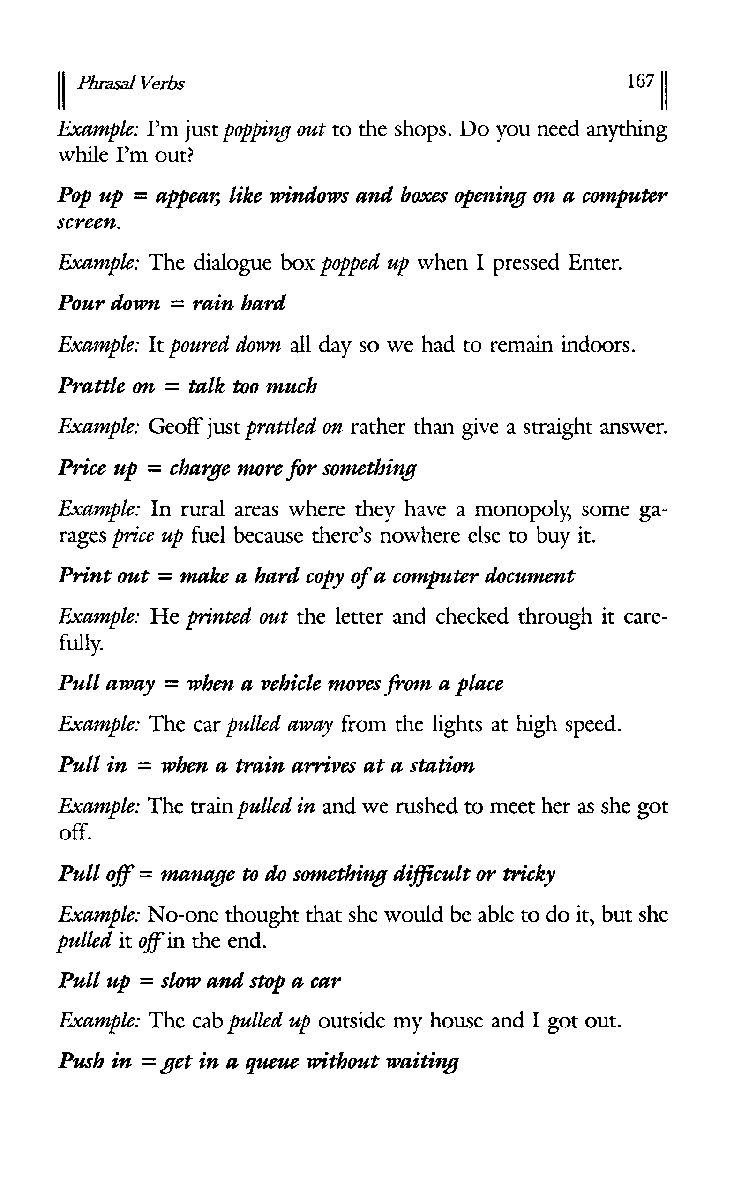 Phrasal Verbs 167
Example: I'm just popping out to the shops. Do you need anything
while I'm out?
Pop up = appear, like windows and boxes opening on a computer
screen.
Example: The dialogue box popped up when I pressed Enter.
Pour down = rain hard
Example: It poured down all day so we had to remain indoors.
Prattle on = talk too much
Example: Geoff just prattled on rather than give a straight answer.
Price up = charge more for something
Example: In rural areas where they have a monopoly, some ga-
rages price up fuel because there's nowhere else to buy it.
Print out = make a hard copy of a computer document
Example: He printed out the letter and checked through it care-
fully.
Pull away = when a vehicle moves from a place
Example: The car pulled away from the lights at high speed.
Pull in = when a train arrives at a station
Example: The train pulled in and we rushed to meet her as she got
off.
Pull off = manage to do something difficult or tricky
Example: No-one thought that she would be able to do it, but she
pulled it off in the end.
Pull up = slow and stop a car
Example: The cab pulled up outside my house and I got out.
Push in = get in a queue without waiting